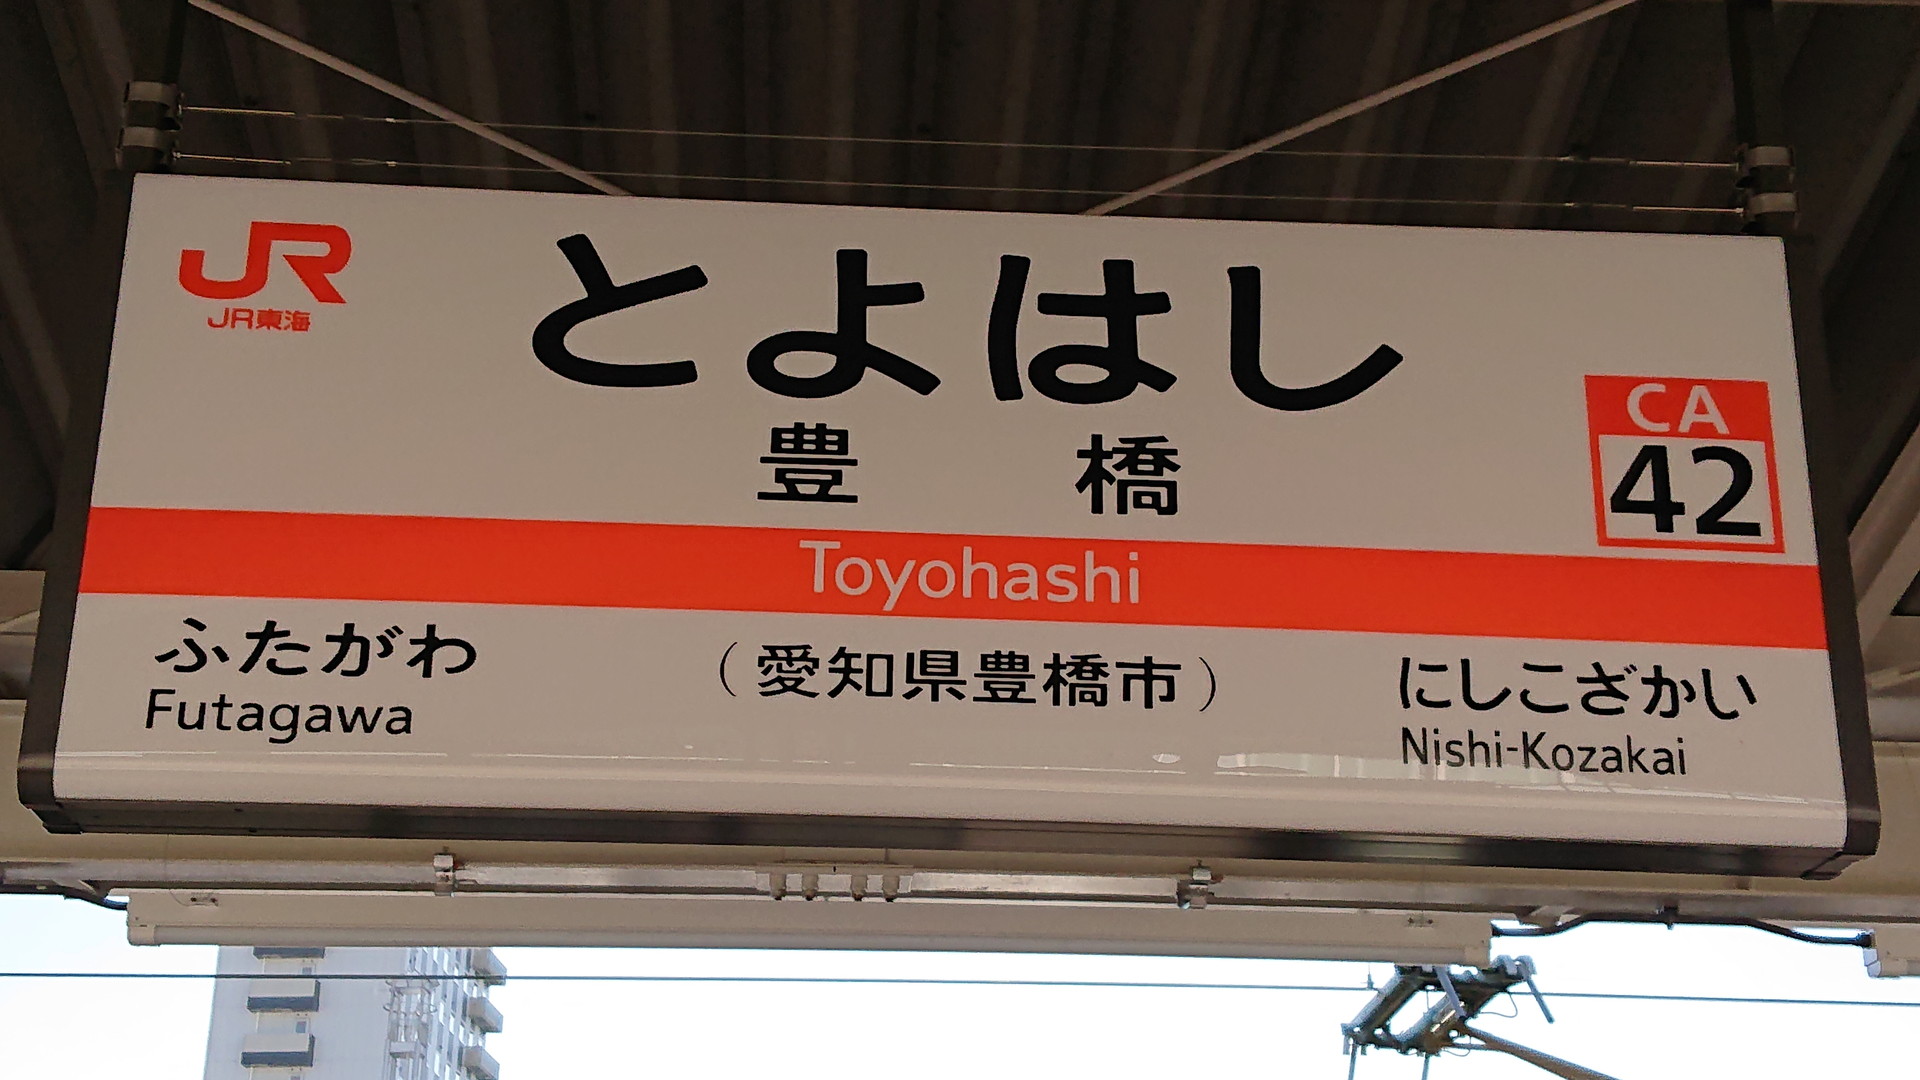 JR
JR東海
とよはし
豊橋
CA
42
Toyohashi
ふたがわ
Futagawa
(愛知県豊橋市)
にしこざかい
Nishi-Kozakai